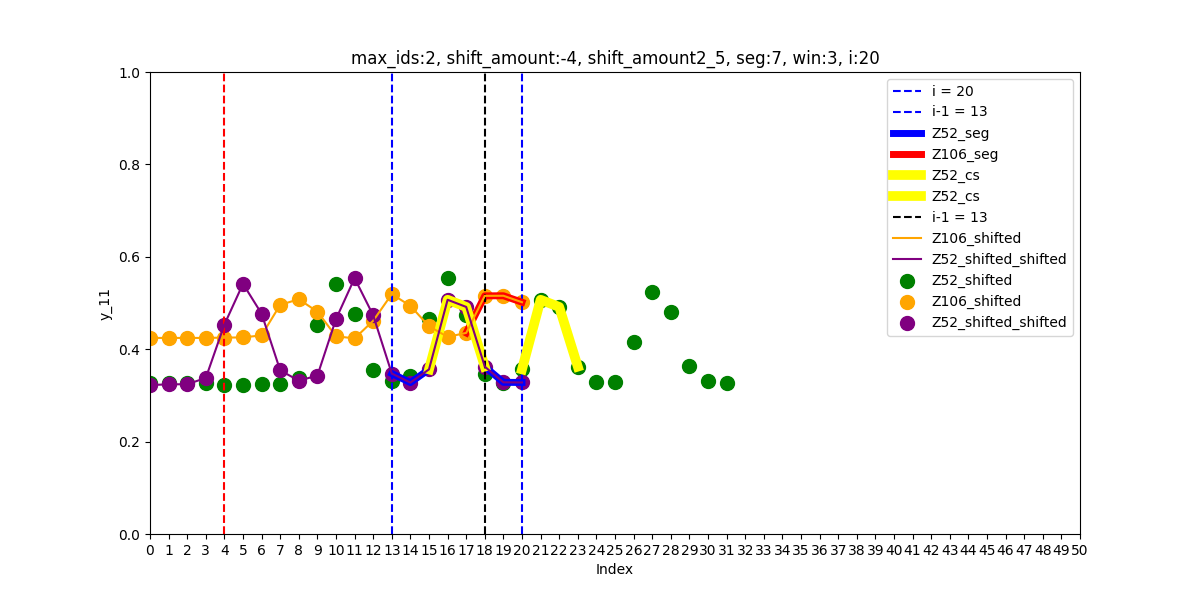 max_ids:2, shift_amount:-4, shift_amount2_5, seg:7, win:3, i:20
1.0
0.8
0.6
0.4
0.2
0.0
y_11
i = 20
i-1 = 13
Z52_seg
Z106_seg
Z52_cs
Z52_cs
i-1 = 13
Z106_shifted
Z52_shifted_shifted
Z52_shifted
Z106_shifted
Z52_shifted_shifted
0 1 2 3 4 5 6 7 8 9 10 11 12 13 14 15 16 17 18 19 20 21 22 23 24 25 26 27 28 29 30 31 32 33 34 35 36 37 38 39 40 41 42 43 44 45 46 47 48 49 50
Index